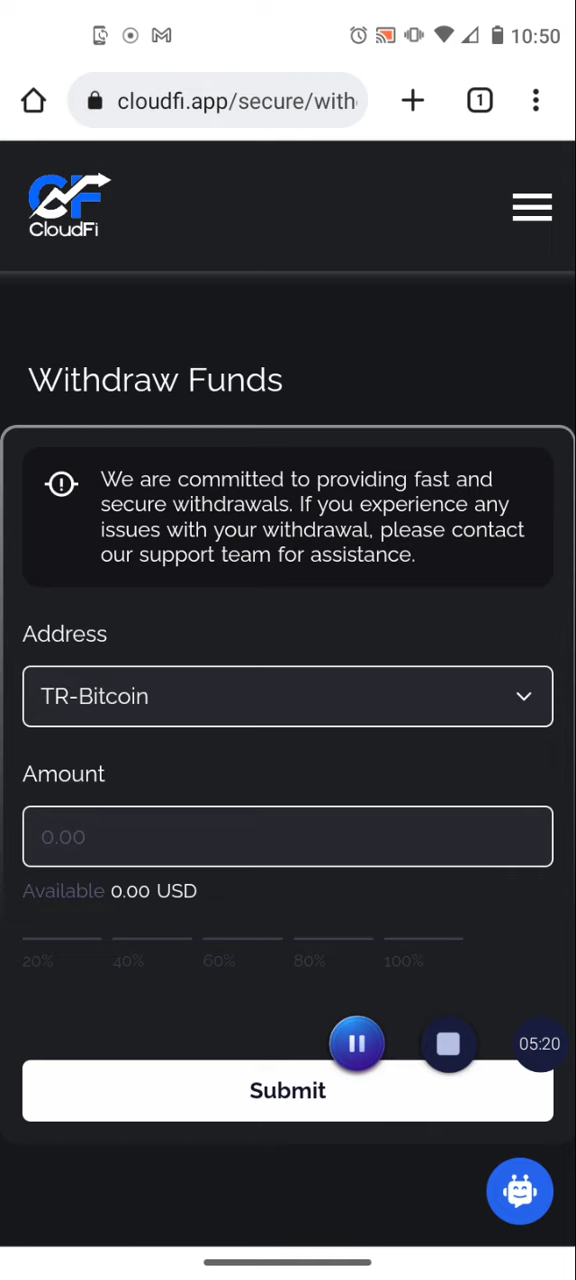 10:50
cloudfi.app/secure/with
1
CF
CloudFi
Withdraw Funds
We are committed to providing fast and
secure withdrawals. If you experience any
issues with your withdrawal, please contact
our support team for assistance.
Address
TR-Bitcoin
Amount
0.00
Available 0.00 USD
20% 40% 60% 80% 100%
05:20
Submit